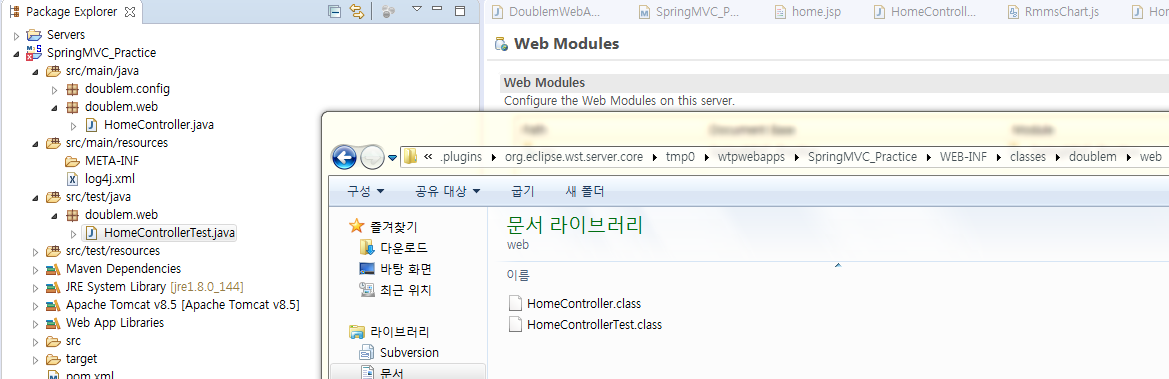 Package Explorer
Servers
SpringMVC_Practice
src/main/java
doublem.config
doublem.web
HomeController.java
src/main/resources
META-INF
log4j.xml
src/test/java
doublem.web
HomeControllerTest.java
src/test/resources
Maven Dependencies
JRE System Library [jre1.8.0_144]
Apache Tomcat v8.5 [Apache Tomcat v8.5]
Web App Libraries
src
target
pom.xml
DoublemWebA... SpringMVC_P... home.jsp HomeControll... RmmsChart.js Hom
Web Modules
Web Modules
Configure the Web Modules on this server.
Path Document Base Module
« .plugins org.eclipse.wst.server.core tmp0 wtpwebapps SpringMVC_Practice WEB-INF classes doublem web
구성 공유 대상 굽기 새 폴더
즐겨찾기
다운로드
바탕 화면
최근 위치
라이브러리
Subversion
문서
문서 라이브러리
web
이름
HomeController.class
HomeControllerTest.class